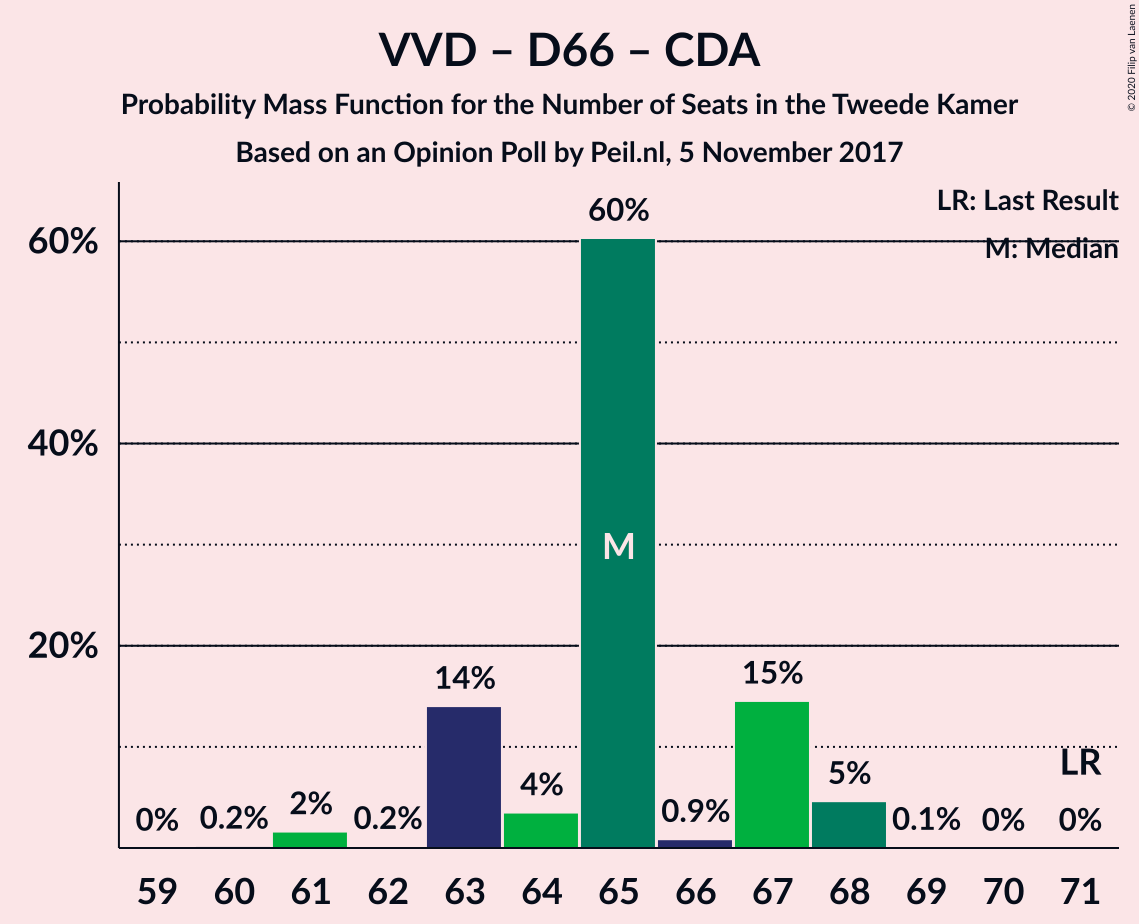 VVD – D66 – CDA
Probability Mass Function for the Number of Seats in the Tweede Kamer
Based on an Opinion Poll by Peil.nl, 5 November 2017
© 2020 Filip van Laenen
LR: Last Result
M: Median
60%
40%
20%
0%
0.2%
2%
0.2%
14%
4%
60%
M
0.9%
15%
5%
0.1%
0%
LR
0%
59 60 61 62 63 64 65 66 67 68 69 70 71